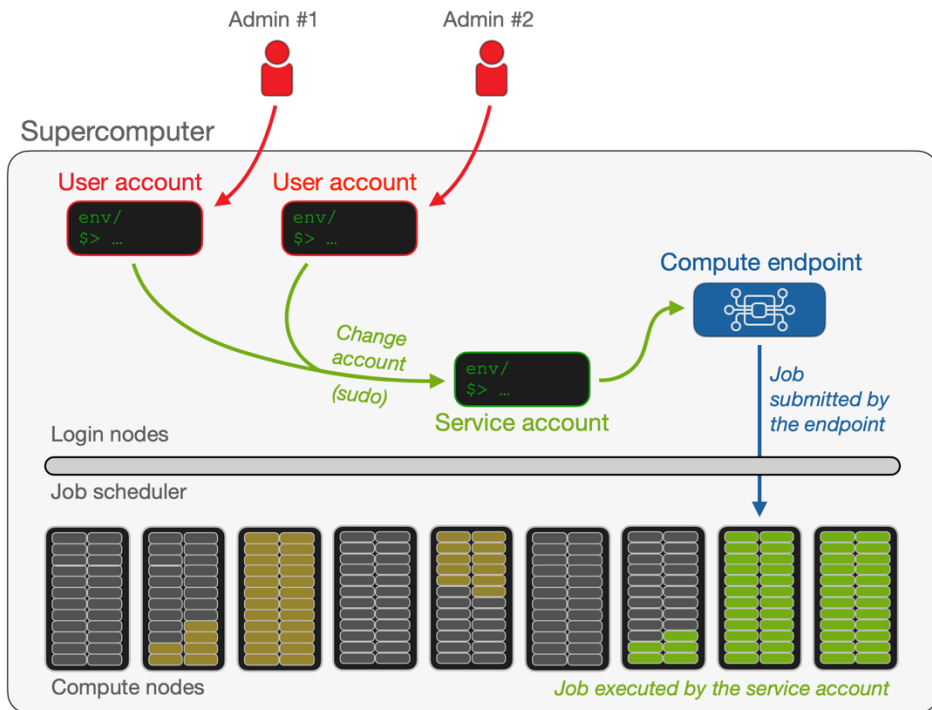 Admin #1
Admin #2
Supercomputer
User account
User account
env/
$> …
env/
$> …
Compute endpoint
Change
account
(sudo)
env/
$> …
Service account
Job
submitted by
the endpoint
Login nodes
Job scheduler
Compute nodes
Job executed by the service account